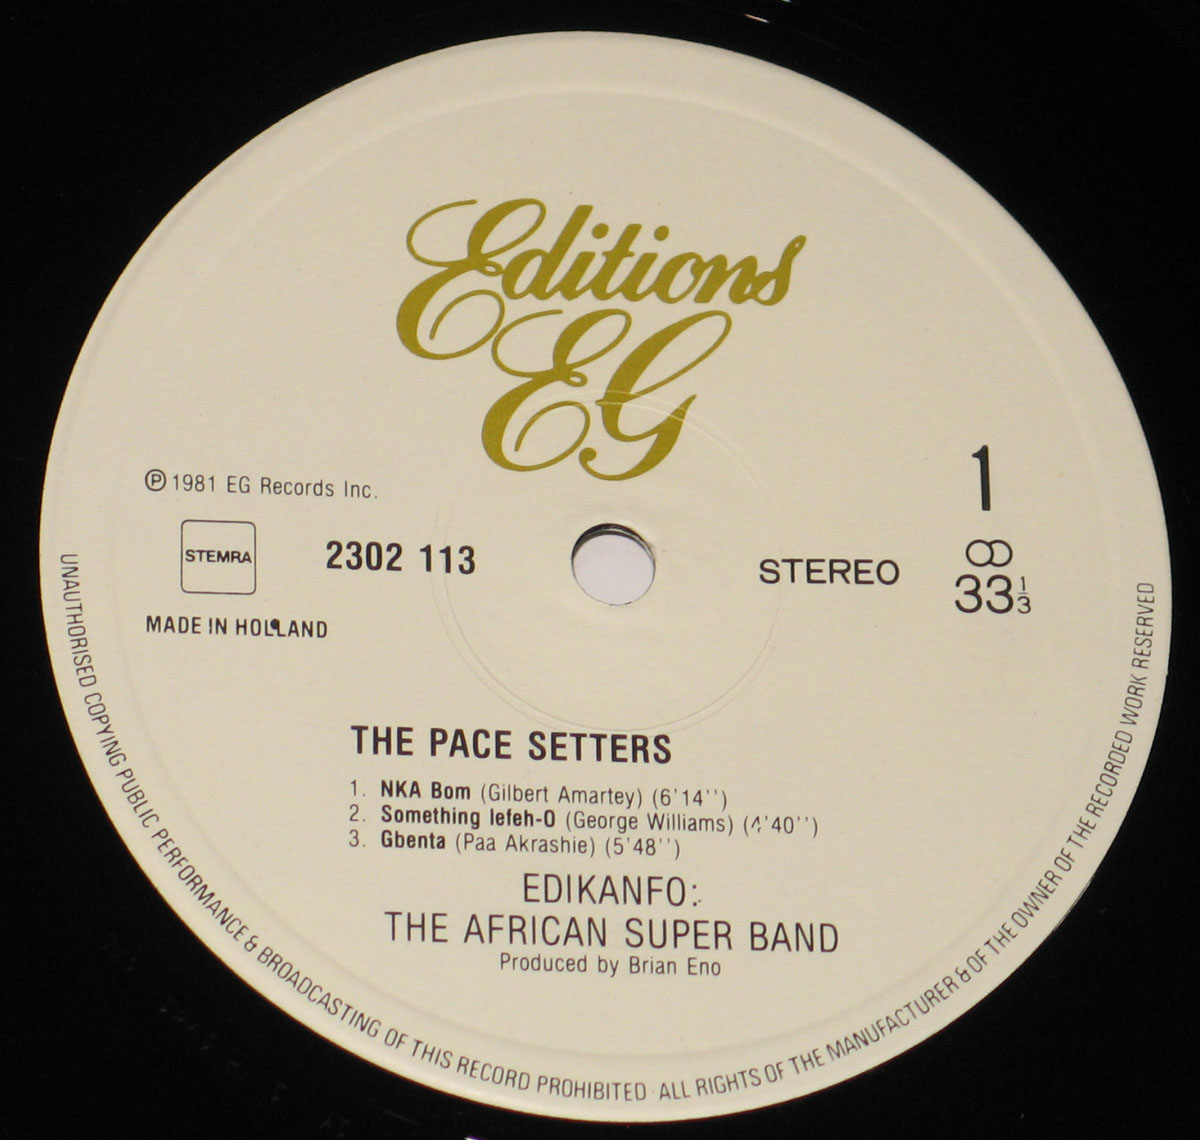 Editions
EG
℗ 1981 EG Records Inc.
STEMRA
2302 113
MADE IN HOLLAND
STEREO
1
33 1/3
THE PACE SETTERS
1. NKA Bom (Gilbert Amartey) (6'14'')
2. Something lefeh-O (George Williams) (4'40'')
3. Gbenta (Paa Akrashie) (5'48'')
EDIKANFO:
THE AFRICAN SUPER BAND
Produced by Brian Eno
UNAUTHORISED COPYING PUBLIC PERFORMANCE & BROADCASTING OF THIS RECORD PROHIBITED · ALL RIGHTS OF THE MANUFACTURER & OF THE OWNER OF THE RECORDED WORK RESERVED